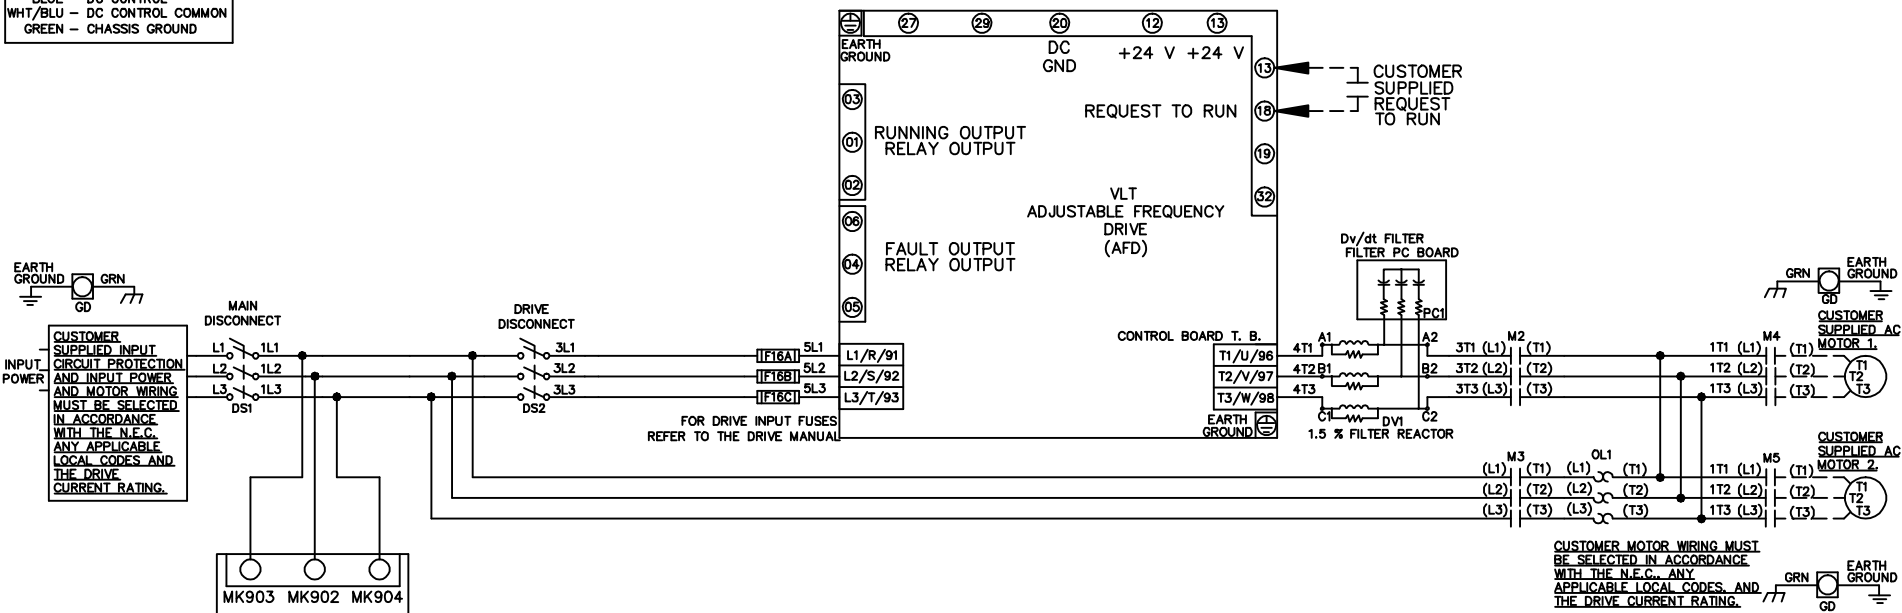 BLUE - DC CONTROL
WHT/BLU - DC CONTROL COMMON
GREEN - CHASSIS GROUND
27 29 20 12 13
EARTH
GROUND
DC
GND
+24 V +24 V
13
18
19
32
CUSTOMER
SUPPLIED
REQUEST
TO RUN
REQUEST TO RUN
03
01
02
RUNNING OUTPUT
RELAY OUTPUT
06
04
05
FAULT OUTPUT
RELAY OUTPUT
VLT
ADJUSTABLE FREQUENCY
DRIVE
(AFD)
Dv/dt FILTER
FILTER PC BOARD
PC1
EARTH
GROUND
GRN
GD
INPUT
POWER
CUSTOMER
SUPPLIED INPUT
CIRCUIT PROTECTION
AND INPUT POWER
AND MOTOR WIRING
MUST BE SELECTED
IN ACCORDANCE
WITH THE N.E.C.
ANY APPLICABLE
LOCAL CODES AND
THE DRIVE
CURRENT RATING.
MAIN
DISCONNECT
L1 1L1
L2 1L2
L3 1L3
DS1
DRIVE
DISCONNECT
3L1
3L2
3L3
DS2
F16A 5L1
F16B 5L2
F16C 5L3
FOR DRIVE INPUT FUSES
REFER TO THE DRIVE MANUAL
L1/R/91
L2/S/92
L3/T/93
CONTROL BOARD T. B.
T1/U/96
T2/V/97
T3/W/98
EARTH
GROUND
4T1 A1 A2
4T2 B1 B2
4T3
C1 DV1 C2
1.5 % FILTER REACTOR
M2
3T1 (L1) (T1)
3T2 (L2) (T2)
3T3 (L3) (T3)
M4
1T1 (L1) (T1)
1T2 (L2) (T2)
1T3 (L3) (T3)
GRN
GD
EARTH
GROUND
CUSTOMER
SUPPLIED AC
MOTOR 1.
T1
T2
T3
M3
(L1) (T1)
(L2) (T2)
(L3) (T3)
OL1
(L1) (T1)
(L2) (T2)
(L3) (T3)
M5
1T1 (L1) (T1)
1T2 (L2) (T2)
1T3 (L3) (T3)
CUSTOMER
SUPPLIED AC
MOTOR 2.
T1
T2
T3
MK903 MK902 MK904
CUSTOMER MOTOR WIRING MUST
BE SELECTED IN ACCORDANCE
WITH THE N.E.C., ANY
APPLICABLE LOCAL CODES, AND
THE DRIVE CURRENT RATING.
GRN
GD
EARTH
GROUND